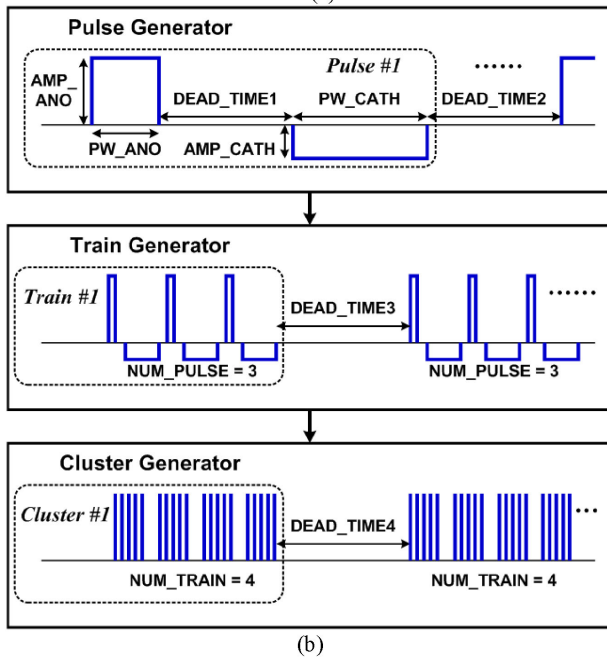 Pulse Generator
Pulse #1
......
AMP_
ANO
DEAD_TIME1
PW_CATH
DEAD_TIME2
PW_ANO
AMP_CATH
Train Generator
Train #1
DEAD_TIME3
......
NUM_PULSE = 3
NUM_PULSE = 3
Cluster Generator
Cluster #1
DEAD_TIME4
...
NUM_TRAIN = 4
NUM_TRAIN = 4
(b)